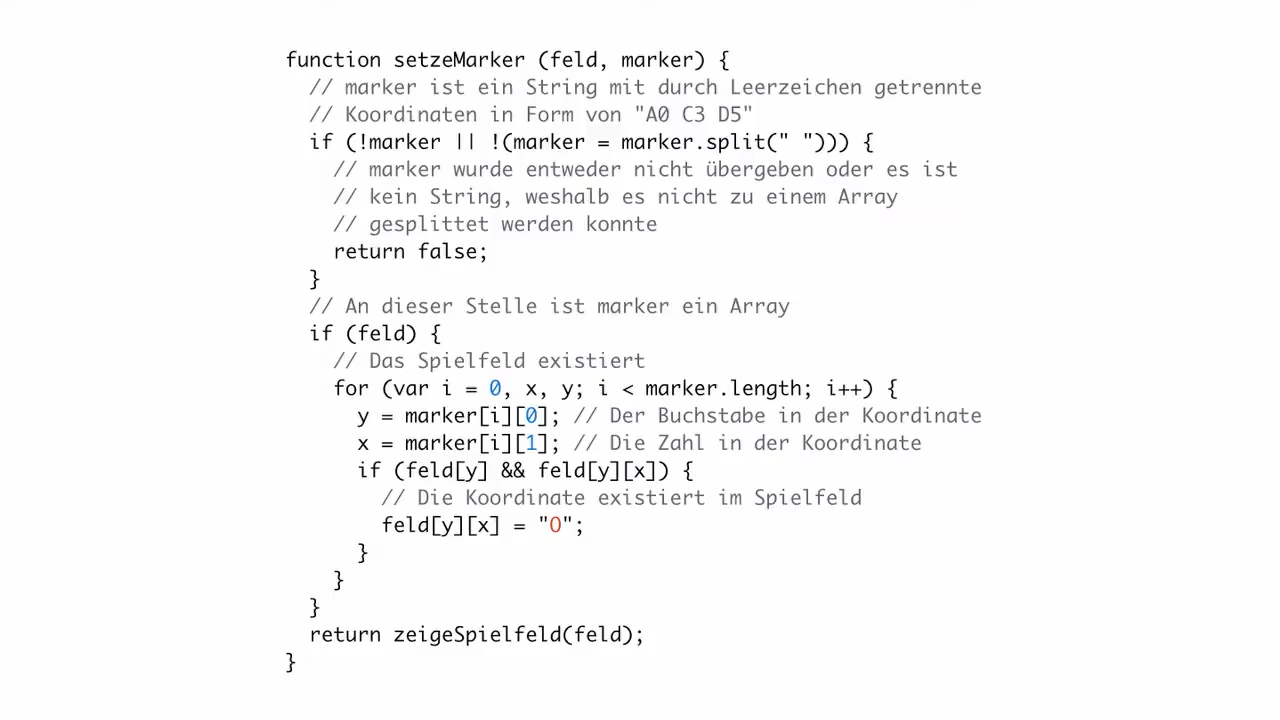 function setzeMarker (feld, marker) {
  // marker ist ein String mit durch Leerzeichen getrennte
  // Koordinaten in Form von "A0 C3 D5"
  if (!marker || !(marker = marker.split(" "))) {
    // marker wurde entweder nicht übergeben oder es ist
    // kein String, weshalb es nicht zu einem Array
    // gesplittet werden konnte
    return false;
  }
  // An dieser Stelle ist marker ein Array
  if (feld) {
    // Das Spielfeld existiert
    for (var i = 0, x, y; i < marker.length; i++) {
      y = marker[i][0]; // Der Buchstabe in der Koordinate
      x = marker[i][1]; // Die Zahl in der Koordinate
      if (feld[y] && feld[y][x]) {
        // Die Koordinate existiert im Spielfeld
        feld[y][x] = "O";
      }
    }
  }
  return zeigeSpielfeld(feld);
}